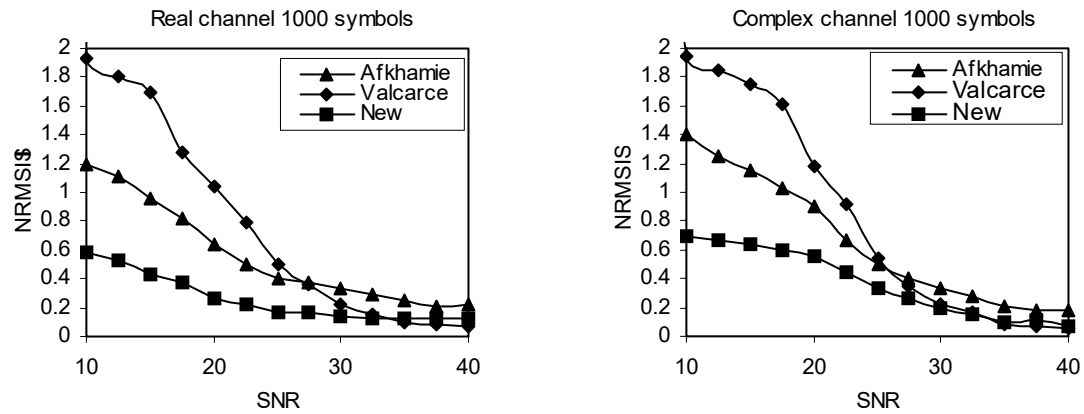 Real channel 1000 symbols
2
1.8
1.6
1.4
1.2
1
0.8
0.6
0.4
0.2
0
NRMSIS
Afkhamie
Valcarce
New
10 20 30 40
SNR
Complex channel 1000 symbols
2
1.8
1.6
1.4
1.2
1
0.8
0.6
0.4
0.2
0
NRMSIS
Afkhamie
Valcarce
New
10 20 30 40
SNR